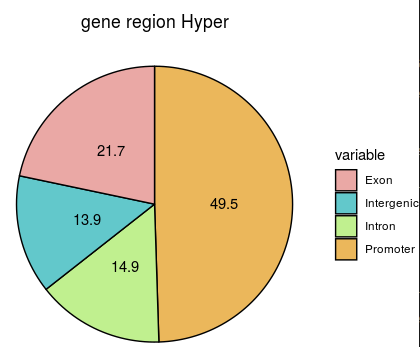 gene region Hyper
21.7
49.5
13.9
14.9
variable
Exon
Intergenic
Intron
Promoter